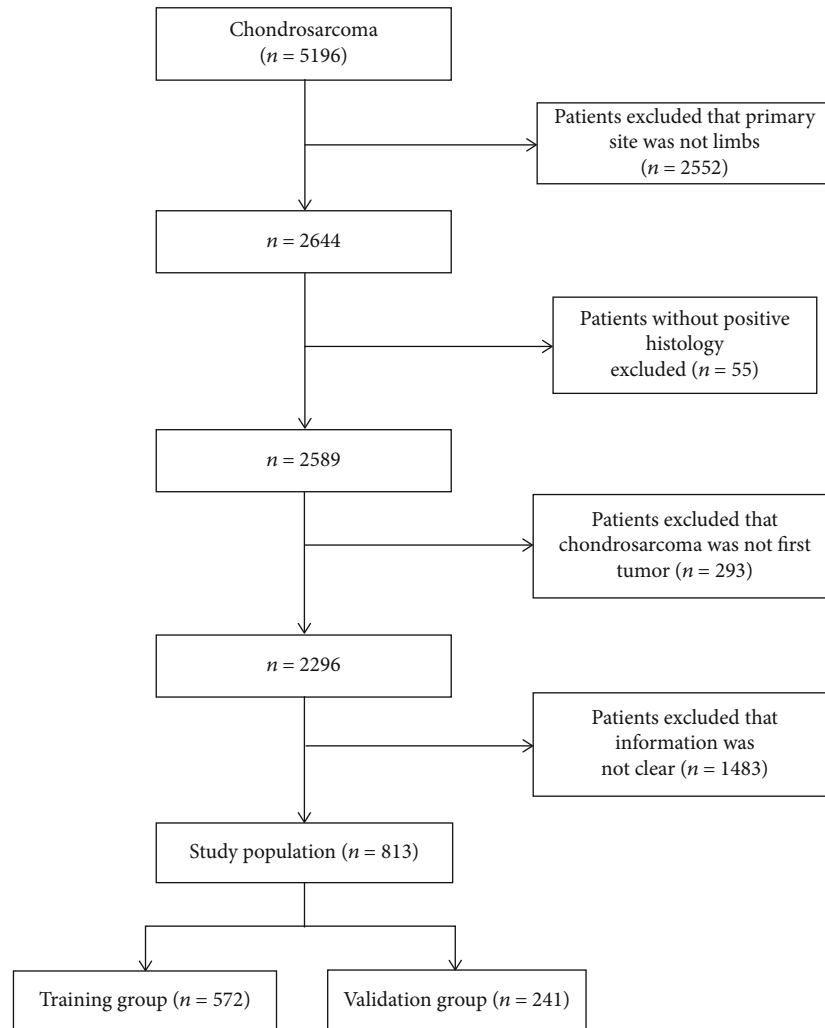 Chondrosarcoma
(n = 5196)
Patients excluded that primary
site was not limbs
(n = 2552)
n = 2644
Patients without positive
histology
excluded (n = 55)
n = 2589
Patients excluded that
chondrosarcoma was not first
tumor (n = 293)
n = 2296
Patients excluded that
information was
not clear (n = 1483)
Study population (n = 813)
Training group (n = 572)
Validation group (n = 241)